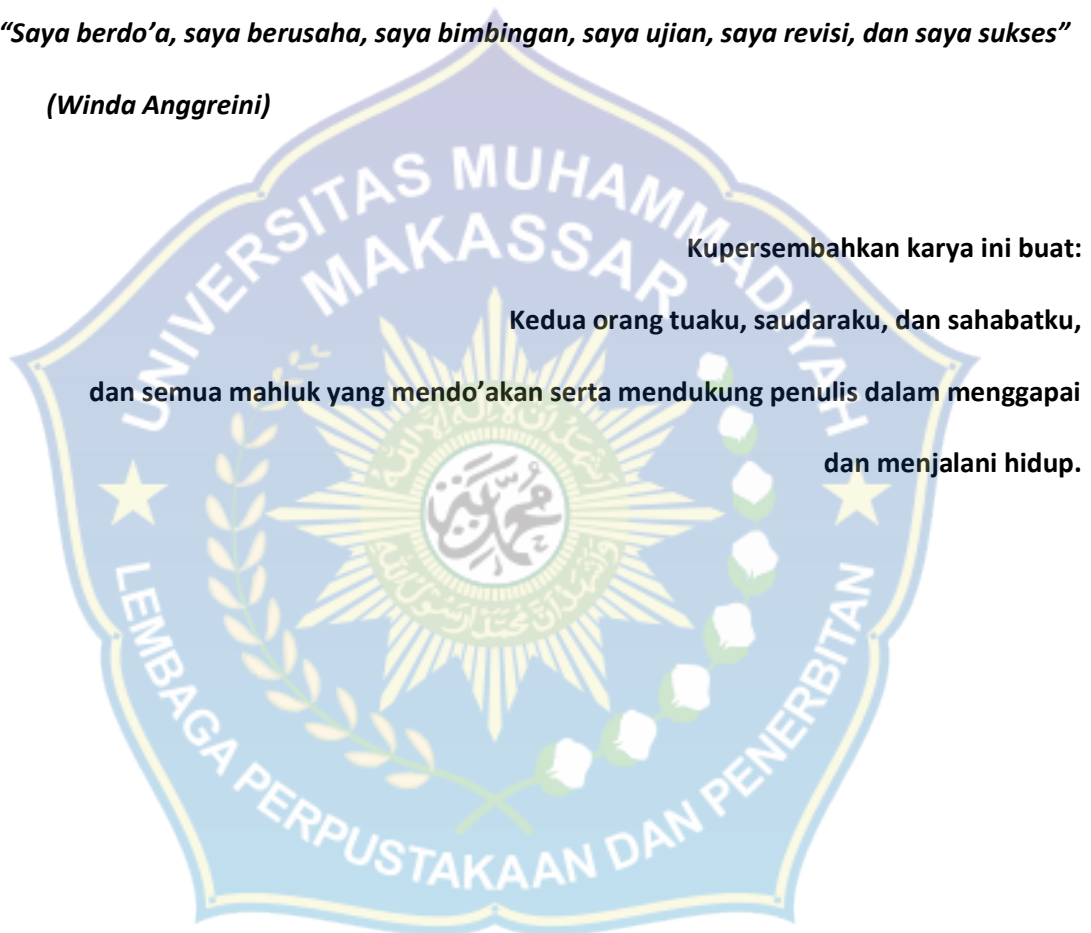 “Saya berdo’a, saya berusaha, saya bimbingan, saya ujian, saya revisi, dan saya sukses”
(Winda Anggreini)
UNIVERSITAS MUHAMMADIYAH
MAKASSAR
Kupersembahkan karya ini buat:
Kedua orang tuaku, saudaraku, dan sahabatku,
dan semua mahluk yang mendo’akan serta mendukung penulis dalam menggapai
dan menjalani hidup.
LEMBAGA PERPUSTAKAAN DAN PENERBITAN